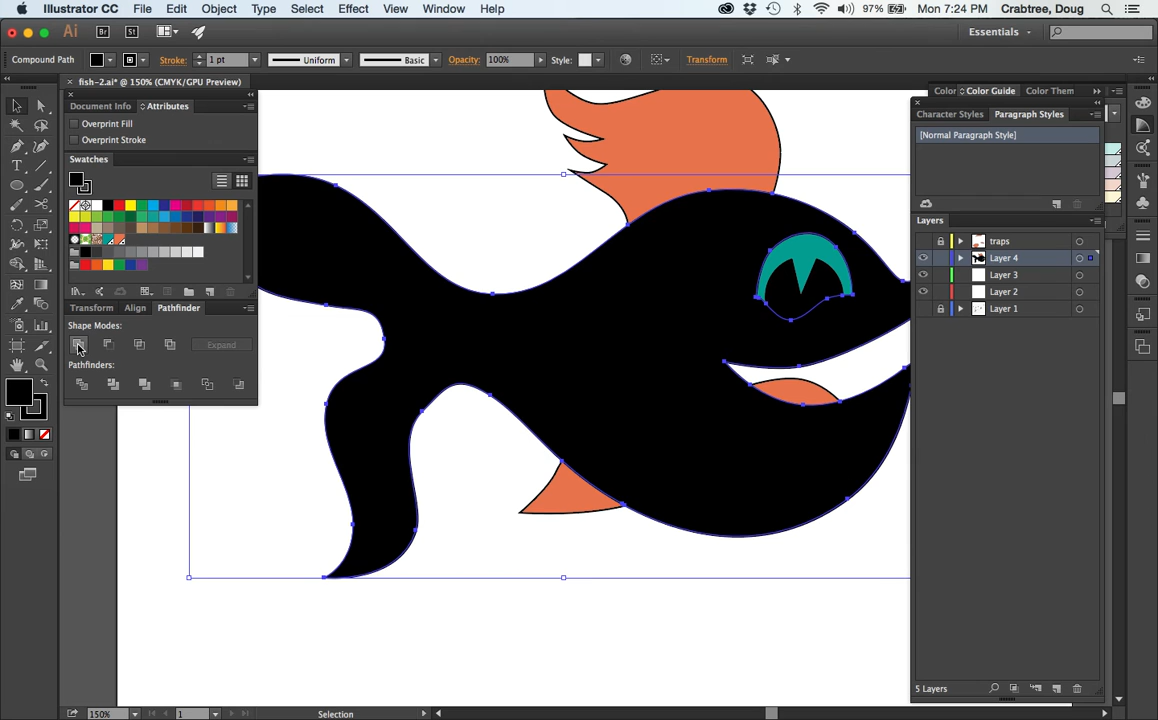 Illustrator CC File Edit Object Type Select Effect View Window Help 97% Mon 7:24 PM Crabtree, Doug
Ai Br St Essentials
Compound Path Stroke: 1 pt Uniform Basic Opacity: 100% Style: Transform
fish-2.ai* @ 150% (CMYK/GPU Preview)
Document Info Attributes
Overprint Fill
Overprint Stroke
Swatches
Transform Align Pathfinder
Shape Modes:
Expand
Pathfinders:
Color Color Guide Color Them
Character Styles Paragraph Styles
[Normal Paragraph Style]
Layers
traps
Layer 4
Layer 3
Layer 2
Layer 1
5 Layers
150% 1 Selection